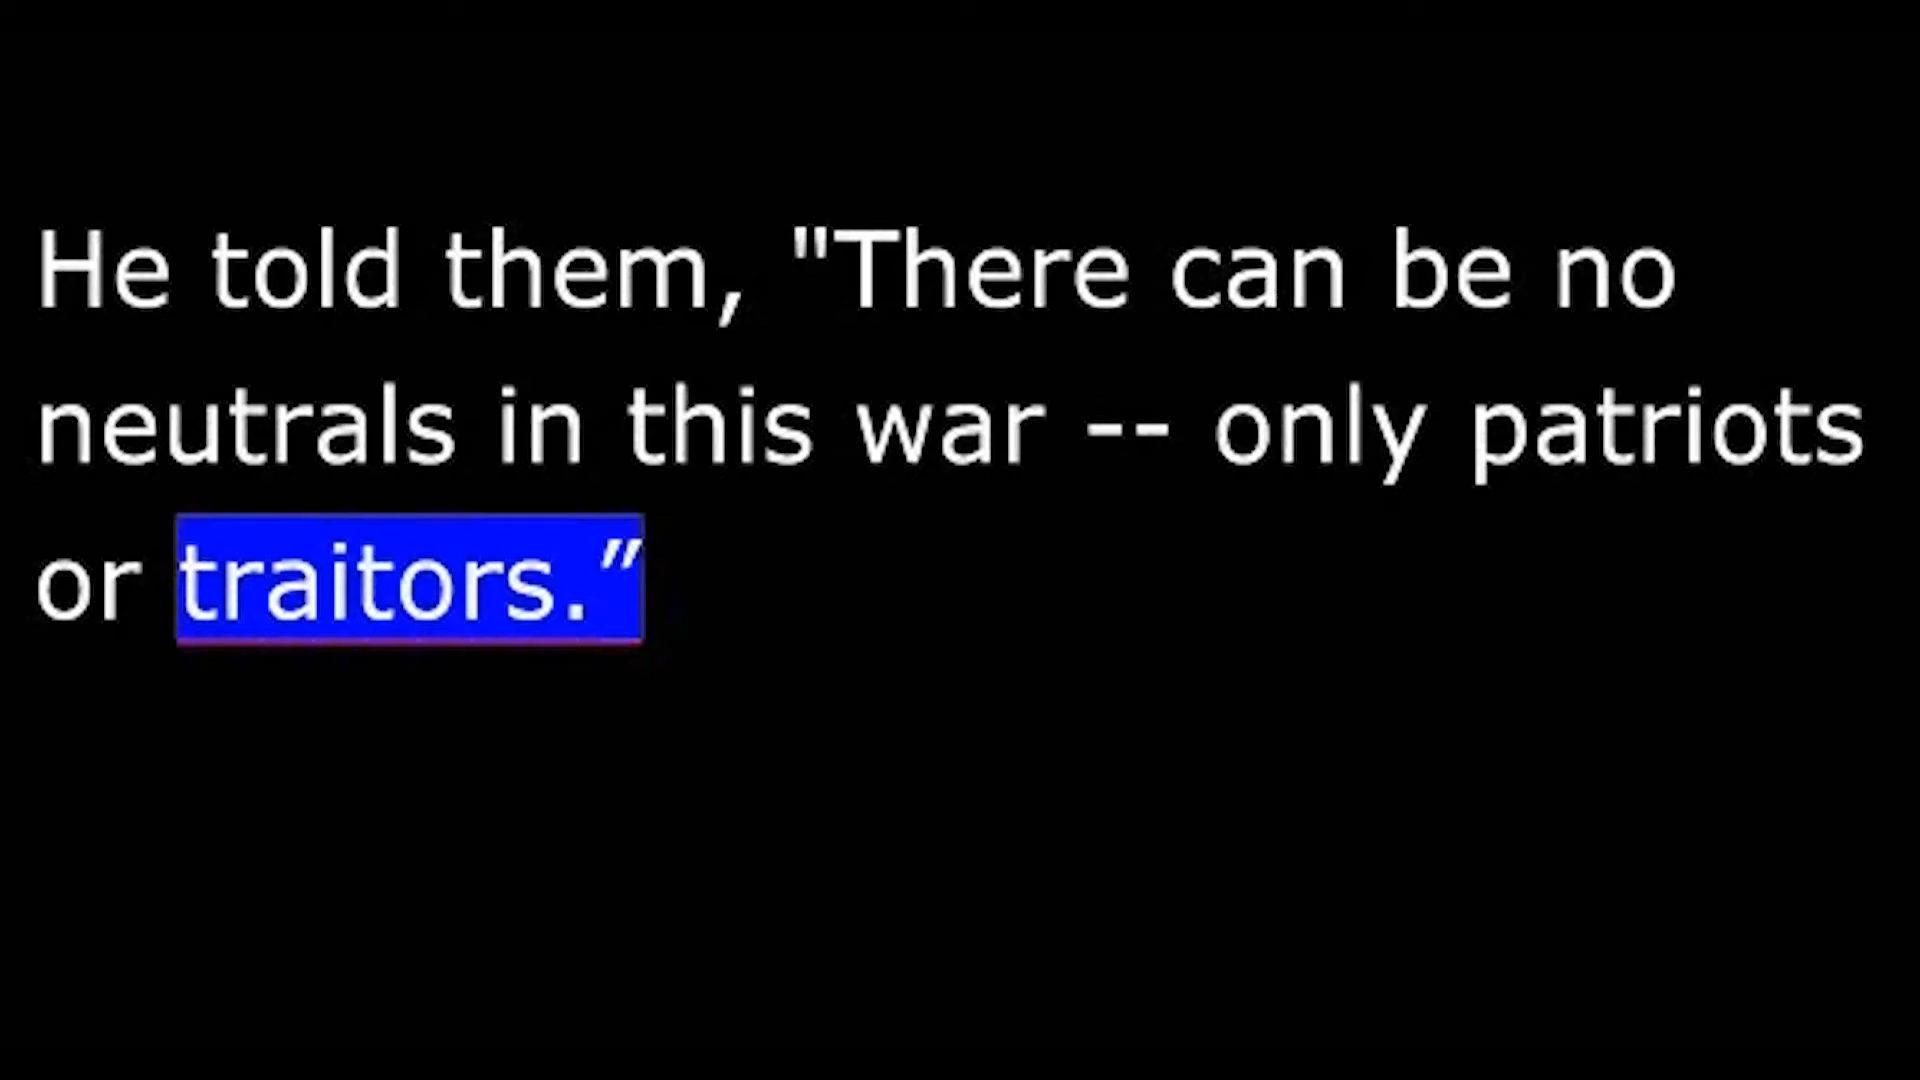 He told them, "There can be no
neutrals in this war -- only patriots
or traitors.”